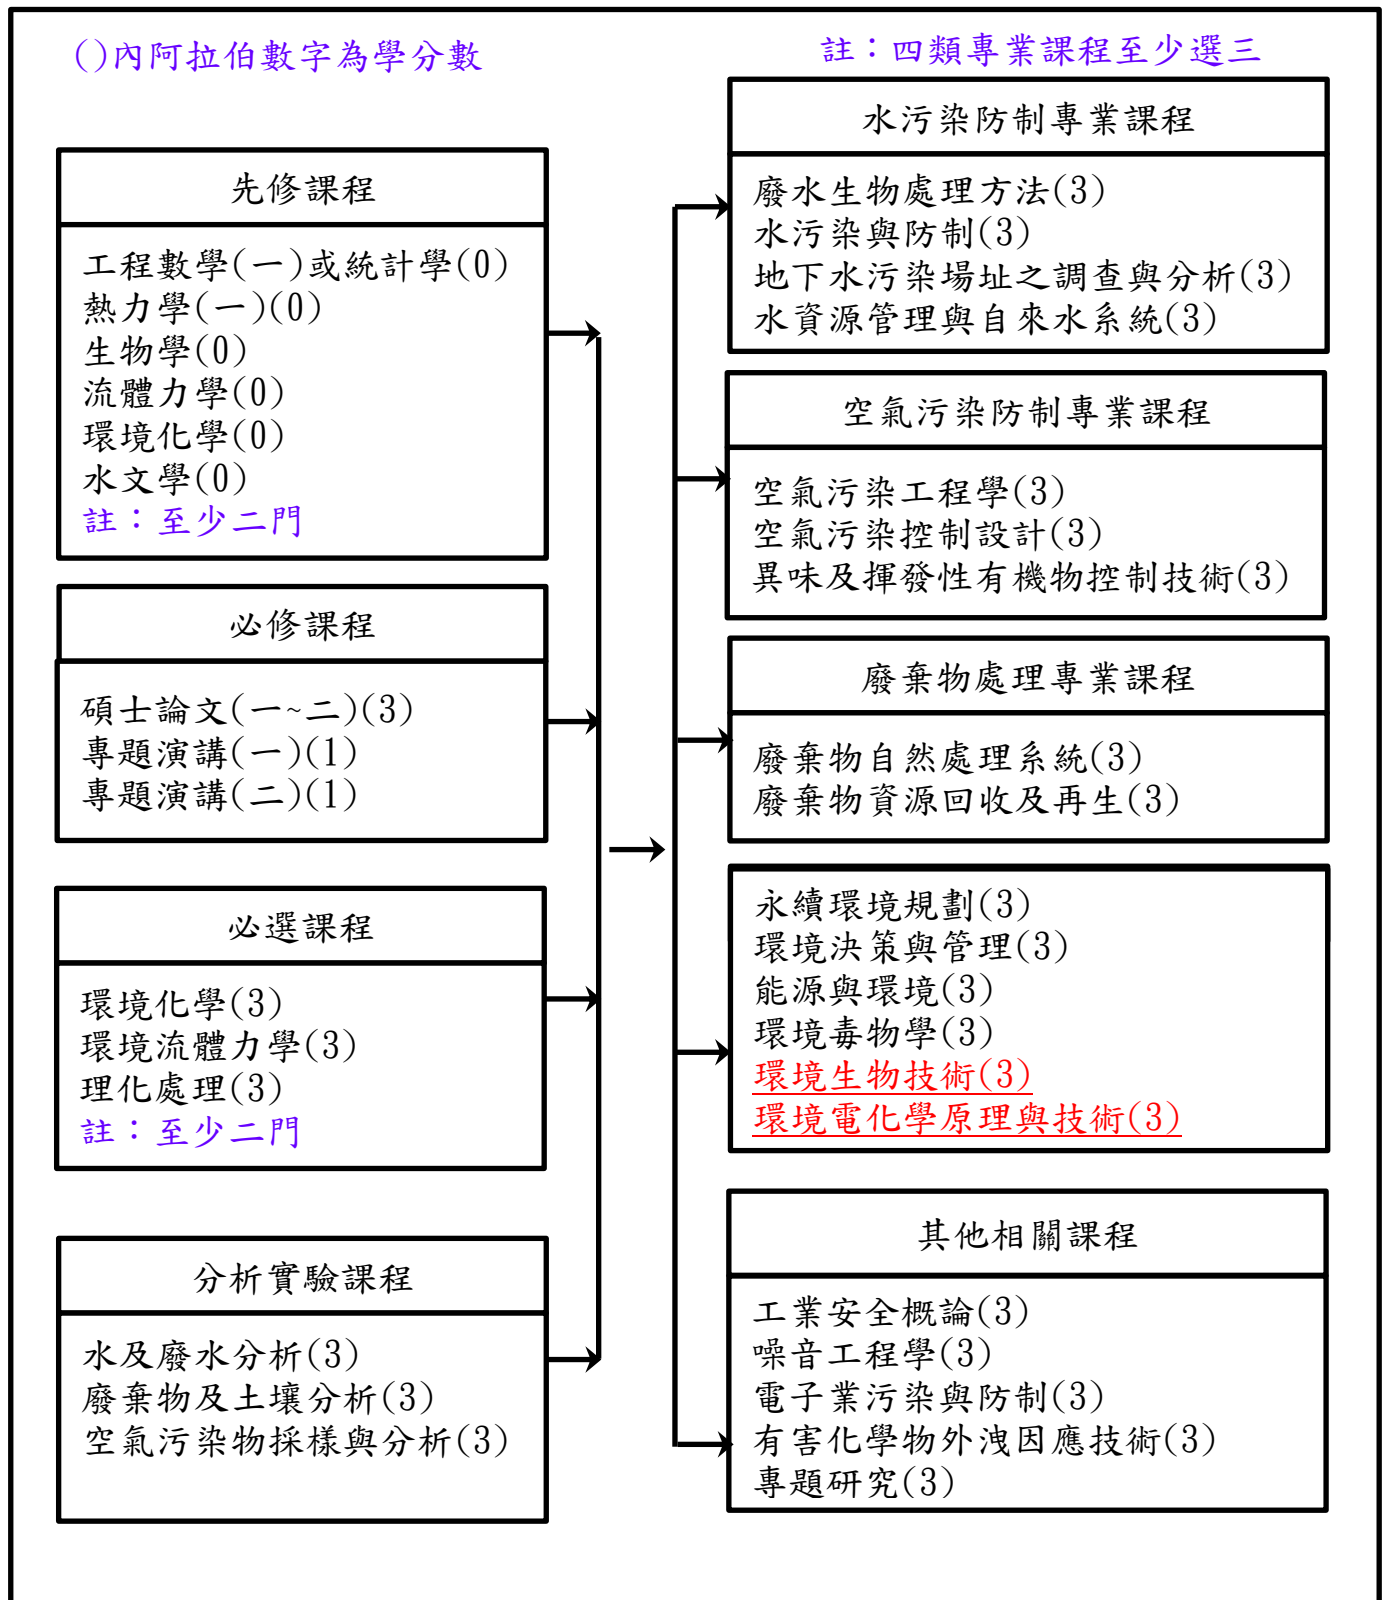 ()內阿拉伯數字為學分數
先修課程
工程數學(一)或統計學(0)
熱力學(一)(0)
生物學(0)
流體力學(0)
環境化學(0)
水文學(0)
註：至少二門
必修課程
碩士論文(一~二)(3)
專題演講(一)(1)
專題演講(二)(1)
必選課程
環境化學(3)
環境流體力學(3)
理化處理(3)
註：至少二門
分析實驗課程
水及廢水分析(3)
廢棄物及土壤分析(3)
空氣污染物採樣與分析(3)
註：四類專業課程至少選三
水污染防制專業課程
廢水生物處理方法(3)
水污染與防制(3)
地下水污染場址之調查與分析(3)
水資源管理與自來水系統(3)
空氣污染防制專業課程
空氣污染工程學(3)
空氣污染控制設計(3)
異味及揮發性有機物控制技術(3)
廢棄物處理專業課程
廢棄物自然處理系統(3)
廢棄物資源回收及再生(3)
永續環境規劃(3)
環境決策與管理(3)
能源與環境(3)
環境毒物學(3)
環境生物技術(3)
環境電化學原理與技術(3)
其他相關課程
工業安全概論(3)
噪音工程學(3)
電子業污染與防制(3)
有害化學物外洩因應技術(3)
專題研究(3)